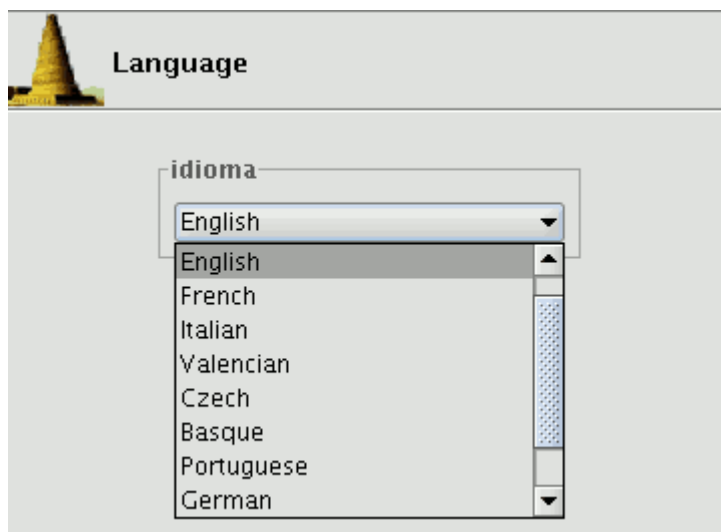 Language
idioma
English
English
French
Italian
Valencian
Czech
Basque
Portuguese
German